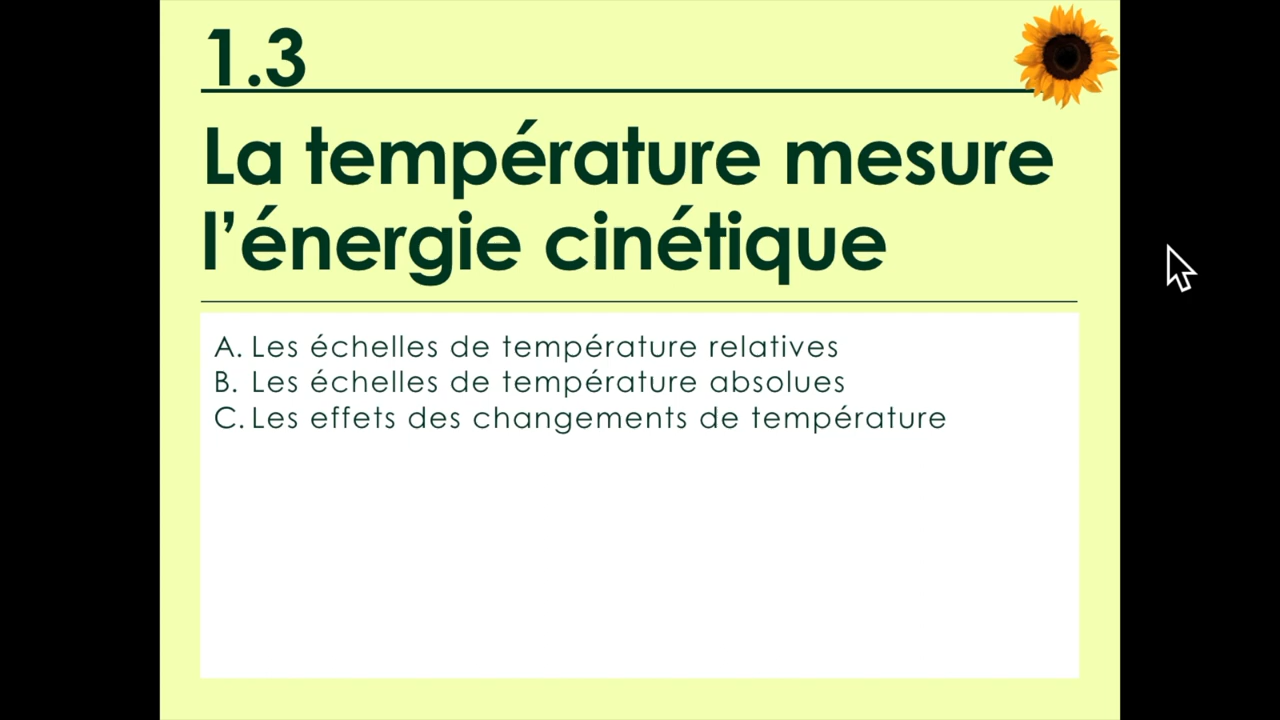 1.3
La température mesure
l’énergie cinétique
A. Les échelles de température relatives
B. Les échelles de température absolues
C. Les effets des changements de température